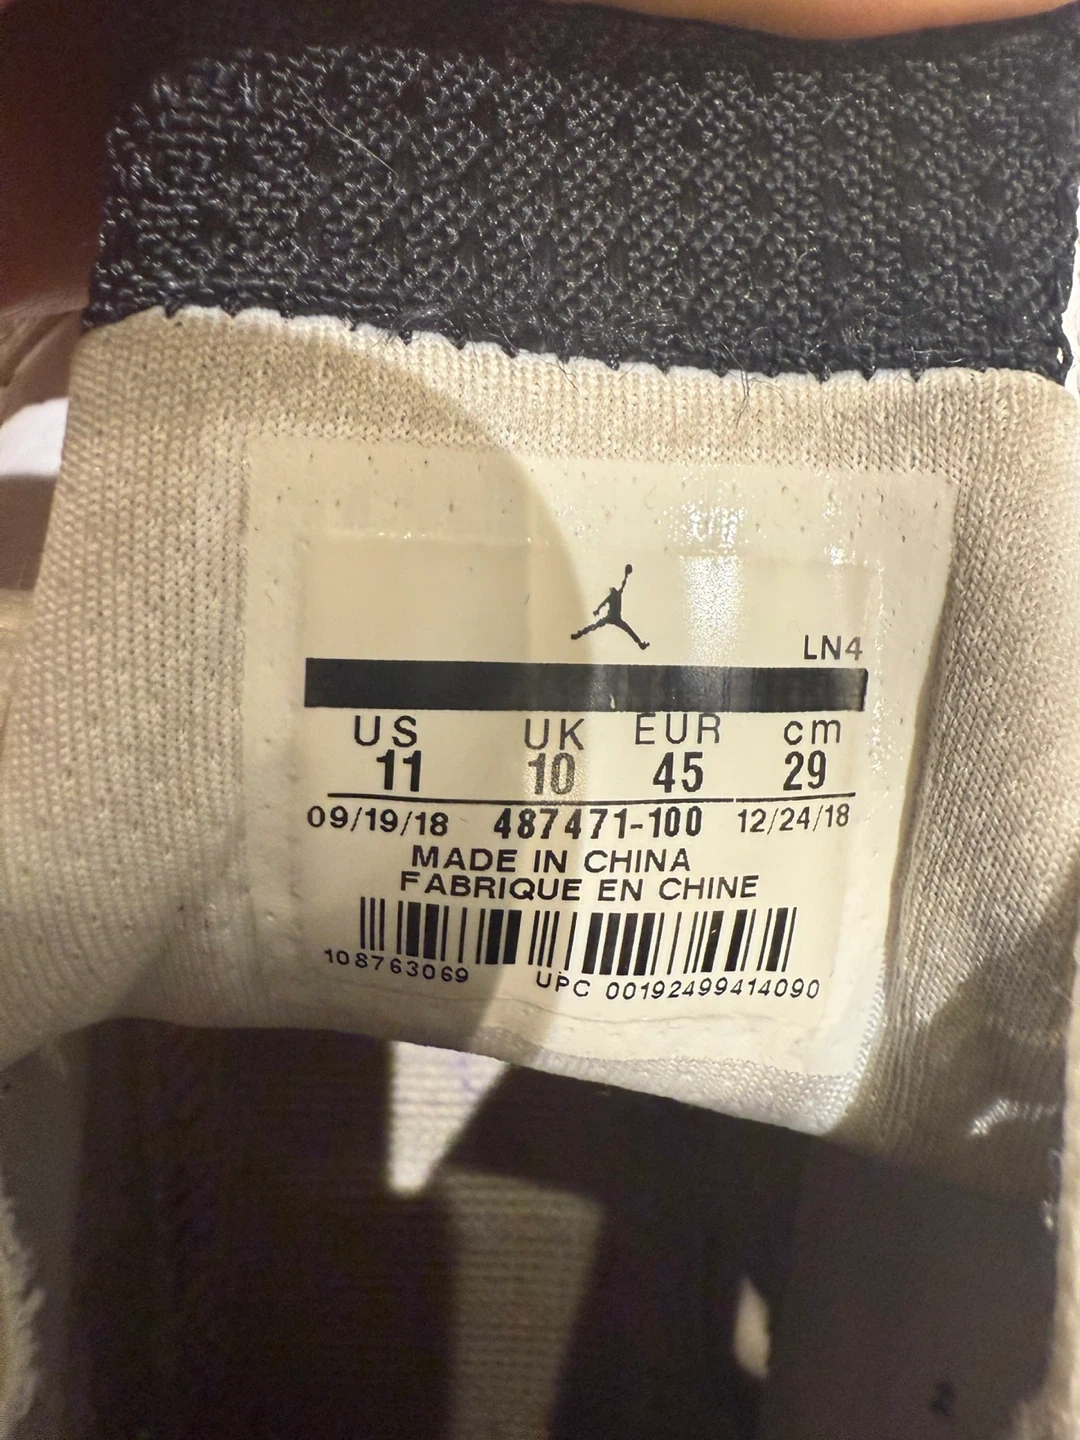 LN4
US UK EUR cm
11 10 45 29
09/19/18 487471-100 12/24/18
MADE IN CHINA
FABRIQUE EN CHINE
108763069 UPC 00192499414090